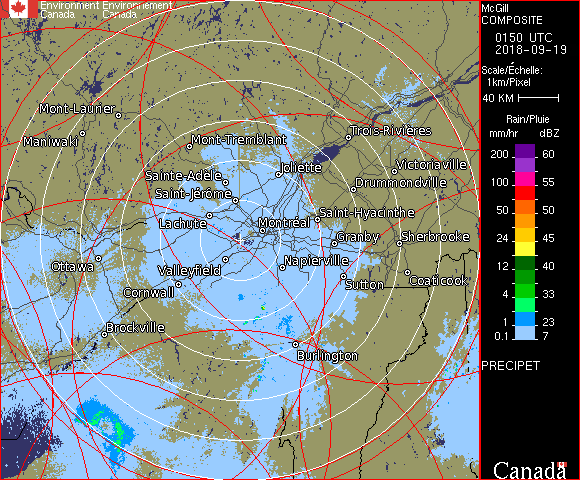 Environment Environnement
Canada Canada
McGill
COMPOSITE
0150 UTC
2018-09-19
Scale/Échelle:
1km/Pixel
40 KM
Rain/Pluie
mm/hr dBZ
200 60
100 55
50 50
24 45
12 40
4 33
1 23
0.1 7
PRECIPET
Canada
Mont-Laurier
Maniwaki
Mont-Tremblant
Trois-Rivières
Joliette
Victoriaville
Sainte-Adèle
Drummondville
Saint-Jérôme
Saint-Hyacinthe
Lachute
Montréal
Granby
Sherbrooke
Ottawa
Valleyfield
Napierville
Cornwall
Sutton
Coaticook
Brockville
Burlington